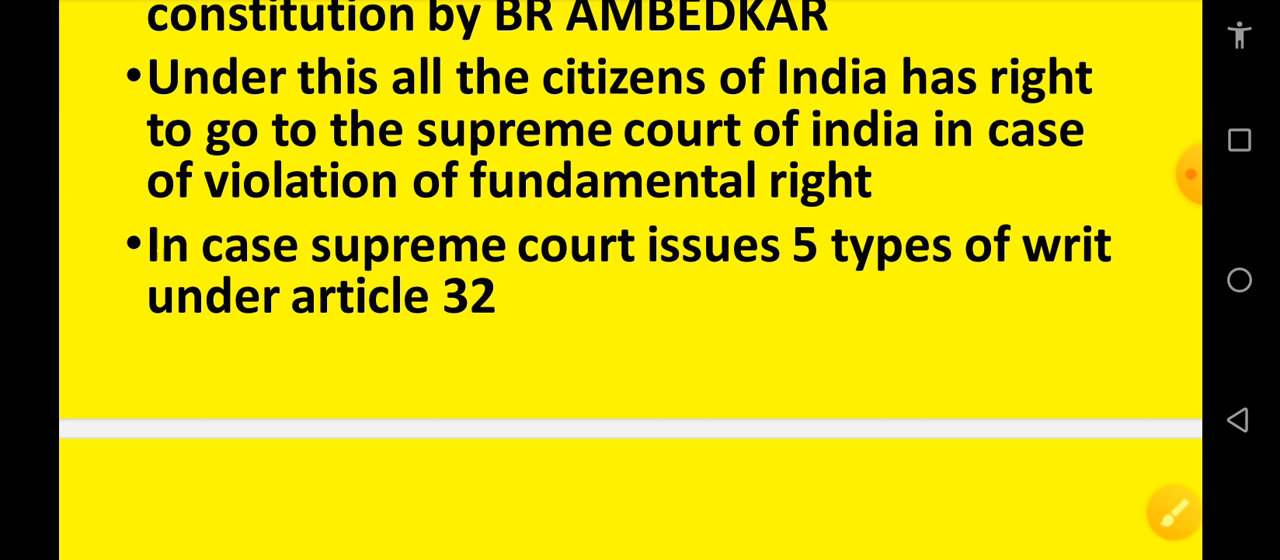 constitution by BR AMBEDKAR
•Under this all the citizens of India has right
to go to the supreme court of india in case
of violation of fundamental right
•In case supreme court issues 5 types of writ
under article 32